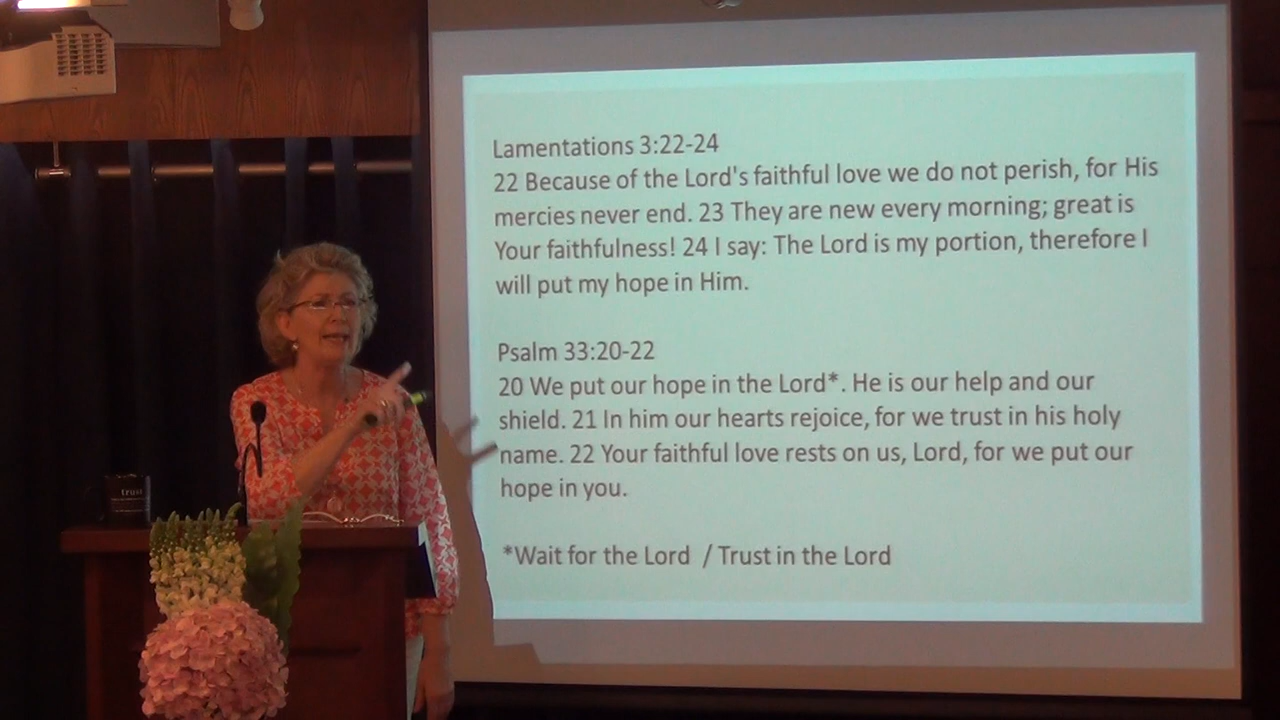 Lamentations 3:22-24
22 Because of the Lord's faithful love we do not perish, for His
mercies never end. 23 They are new every morning; great is
Your faithfulness! 24 I say: The Lord is my portion, therefore I
will put my hope in Him.
Psalm 33:20-22
20 We put our hope in the Lord*. He is our help and our
shield. 21 In him our hearts rejoice, for we trust in his holy
name. 22 Your faithful love rests on us, Lord, for we put our
hope in you.
*Wait for the Lord / Trust in the Lord
trust